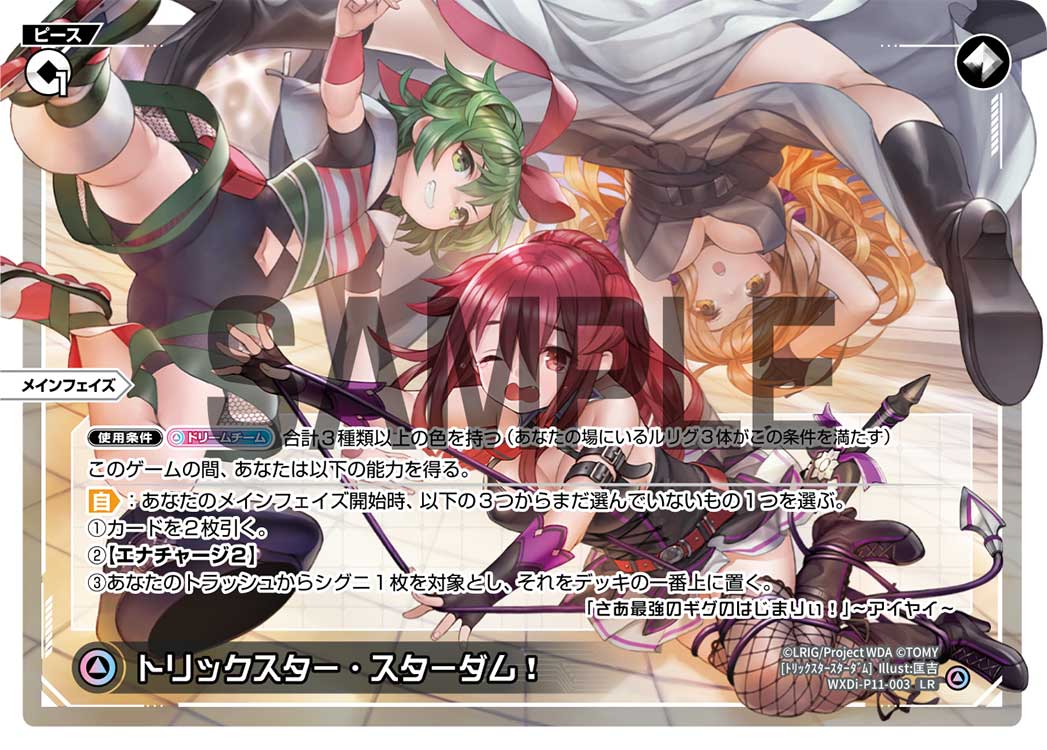 ピース
1
SAMPLE
メインフェイズ
使用条件 ドリームチーム 合計3種類以上の色を持つ(あなたの場にいるルリグ3体がこの条件を満たす)
このゲームの間、あなたは以下の能力を得る。
自:あなたのメインフェイズ開始時、以下の3つからまだ選んでいないもの1つを選ぶ。
①カードを2枚引く。
②【エナチャージ2】
③あなたのトラッシュからシグニ1枚を対象とし、それをデッキの一番上に置く。
「さあ最強のギグのはじまりぃ!」~アイヤイ~
トリックスター・スターダム!
©LRIG/Project WDA ©TOMY
[トリックスタースターダム] Illust:匡吉
WXDi-P11-003 LR